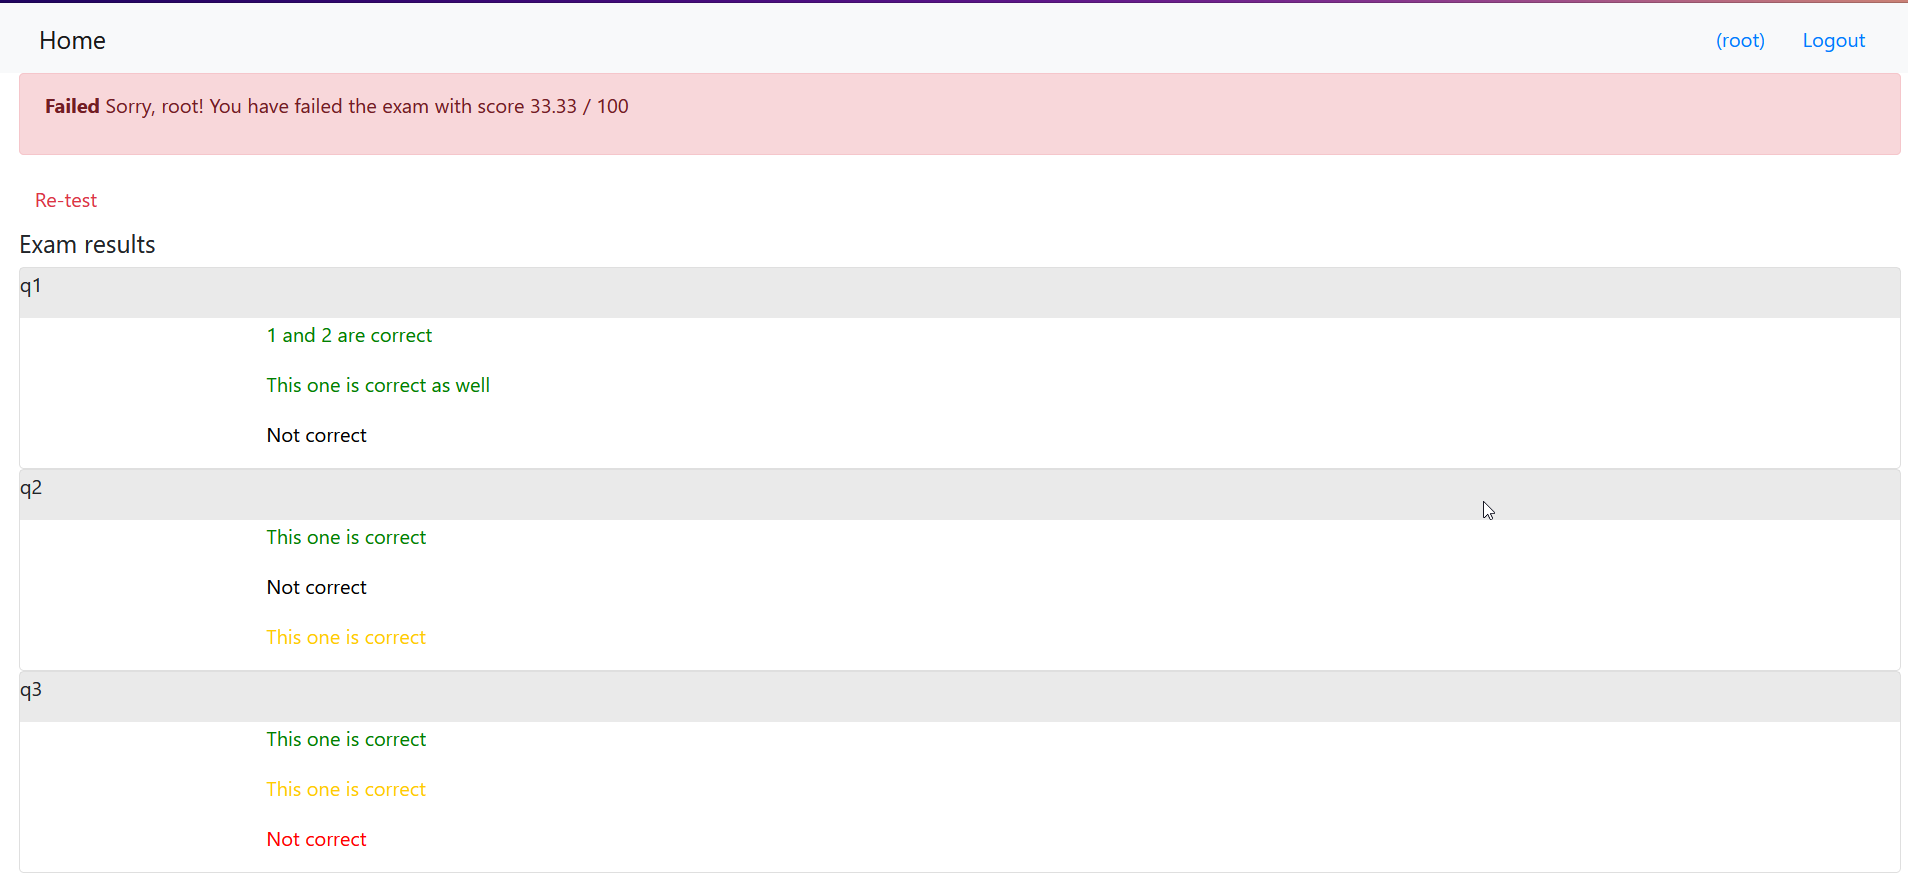 Home (root) Logout
Failed Sorry, root! You have failed the exam with score 33.33 / 100
Re-test
Exam results
q1
1 and 2 are correct
This one is correct as well
Not correct
q2
This one is correct
Not correct
This one is correct
q3
This one is correct
This one is correct
Not correct